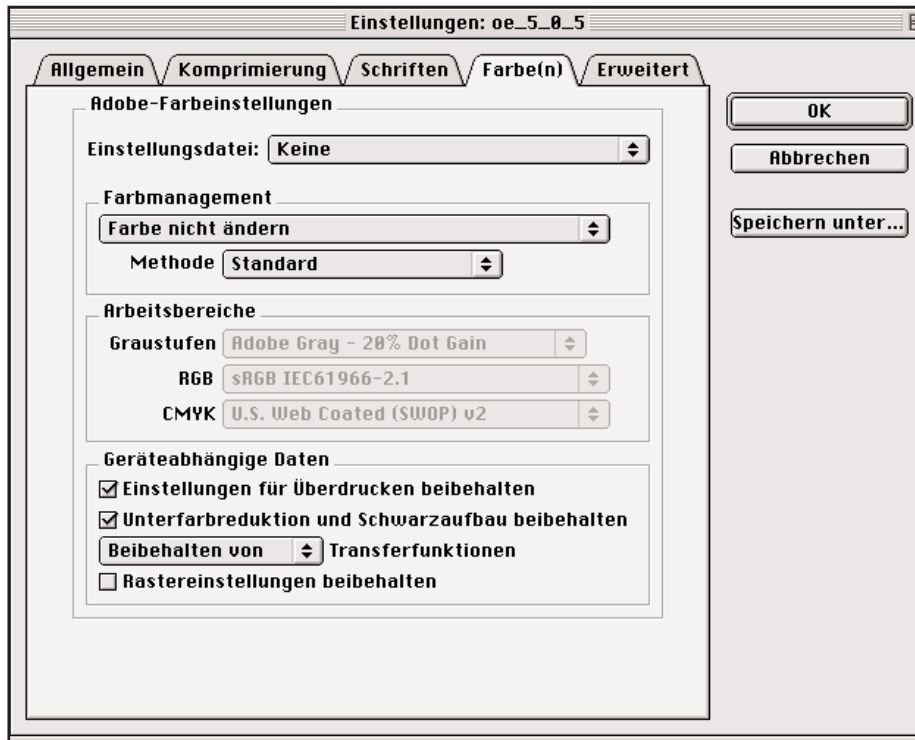 Einstellungen: oe_5_0_5
Allgemein Komprimierung Schriften Farbe(n) Erweitert
Adobe-Farbeinstellungen
Einstellungsdatei: Keine
Farbmanagement
Farbe nicht ändern
Methode Standard
Arbeitsbereiche
Graustufen Adobe Gray - 20% Dot Gain
RGB sRGB IEC61966-2.1
CMYK U.S. Web Coated (SWOP) v2
Geräteabhängige Daten
Einstellungen für Überdrucken beibehalten
Unterfarbreduktion und Schwarzaufbau beibehalten
Beibehalten von Transferfunktionen
Rastereinstellungen beibehalten
OK
Abbrechen
Speichern unter...